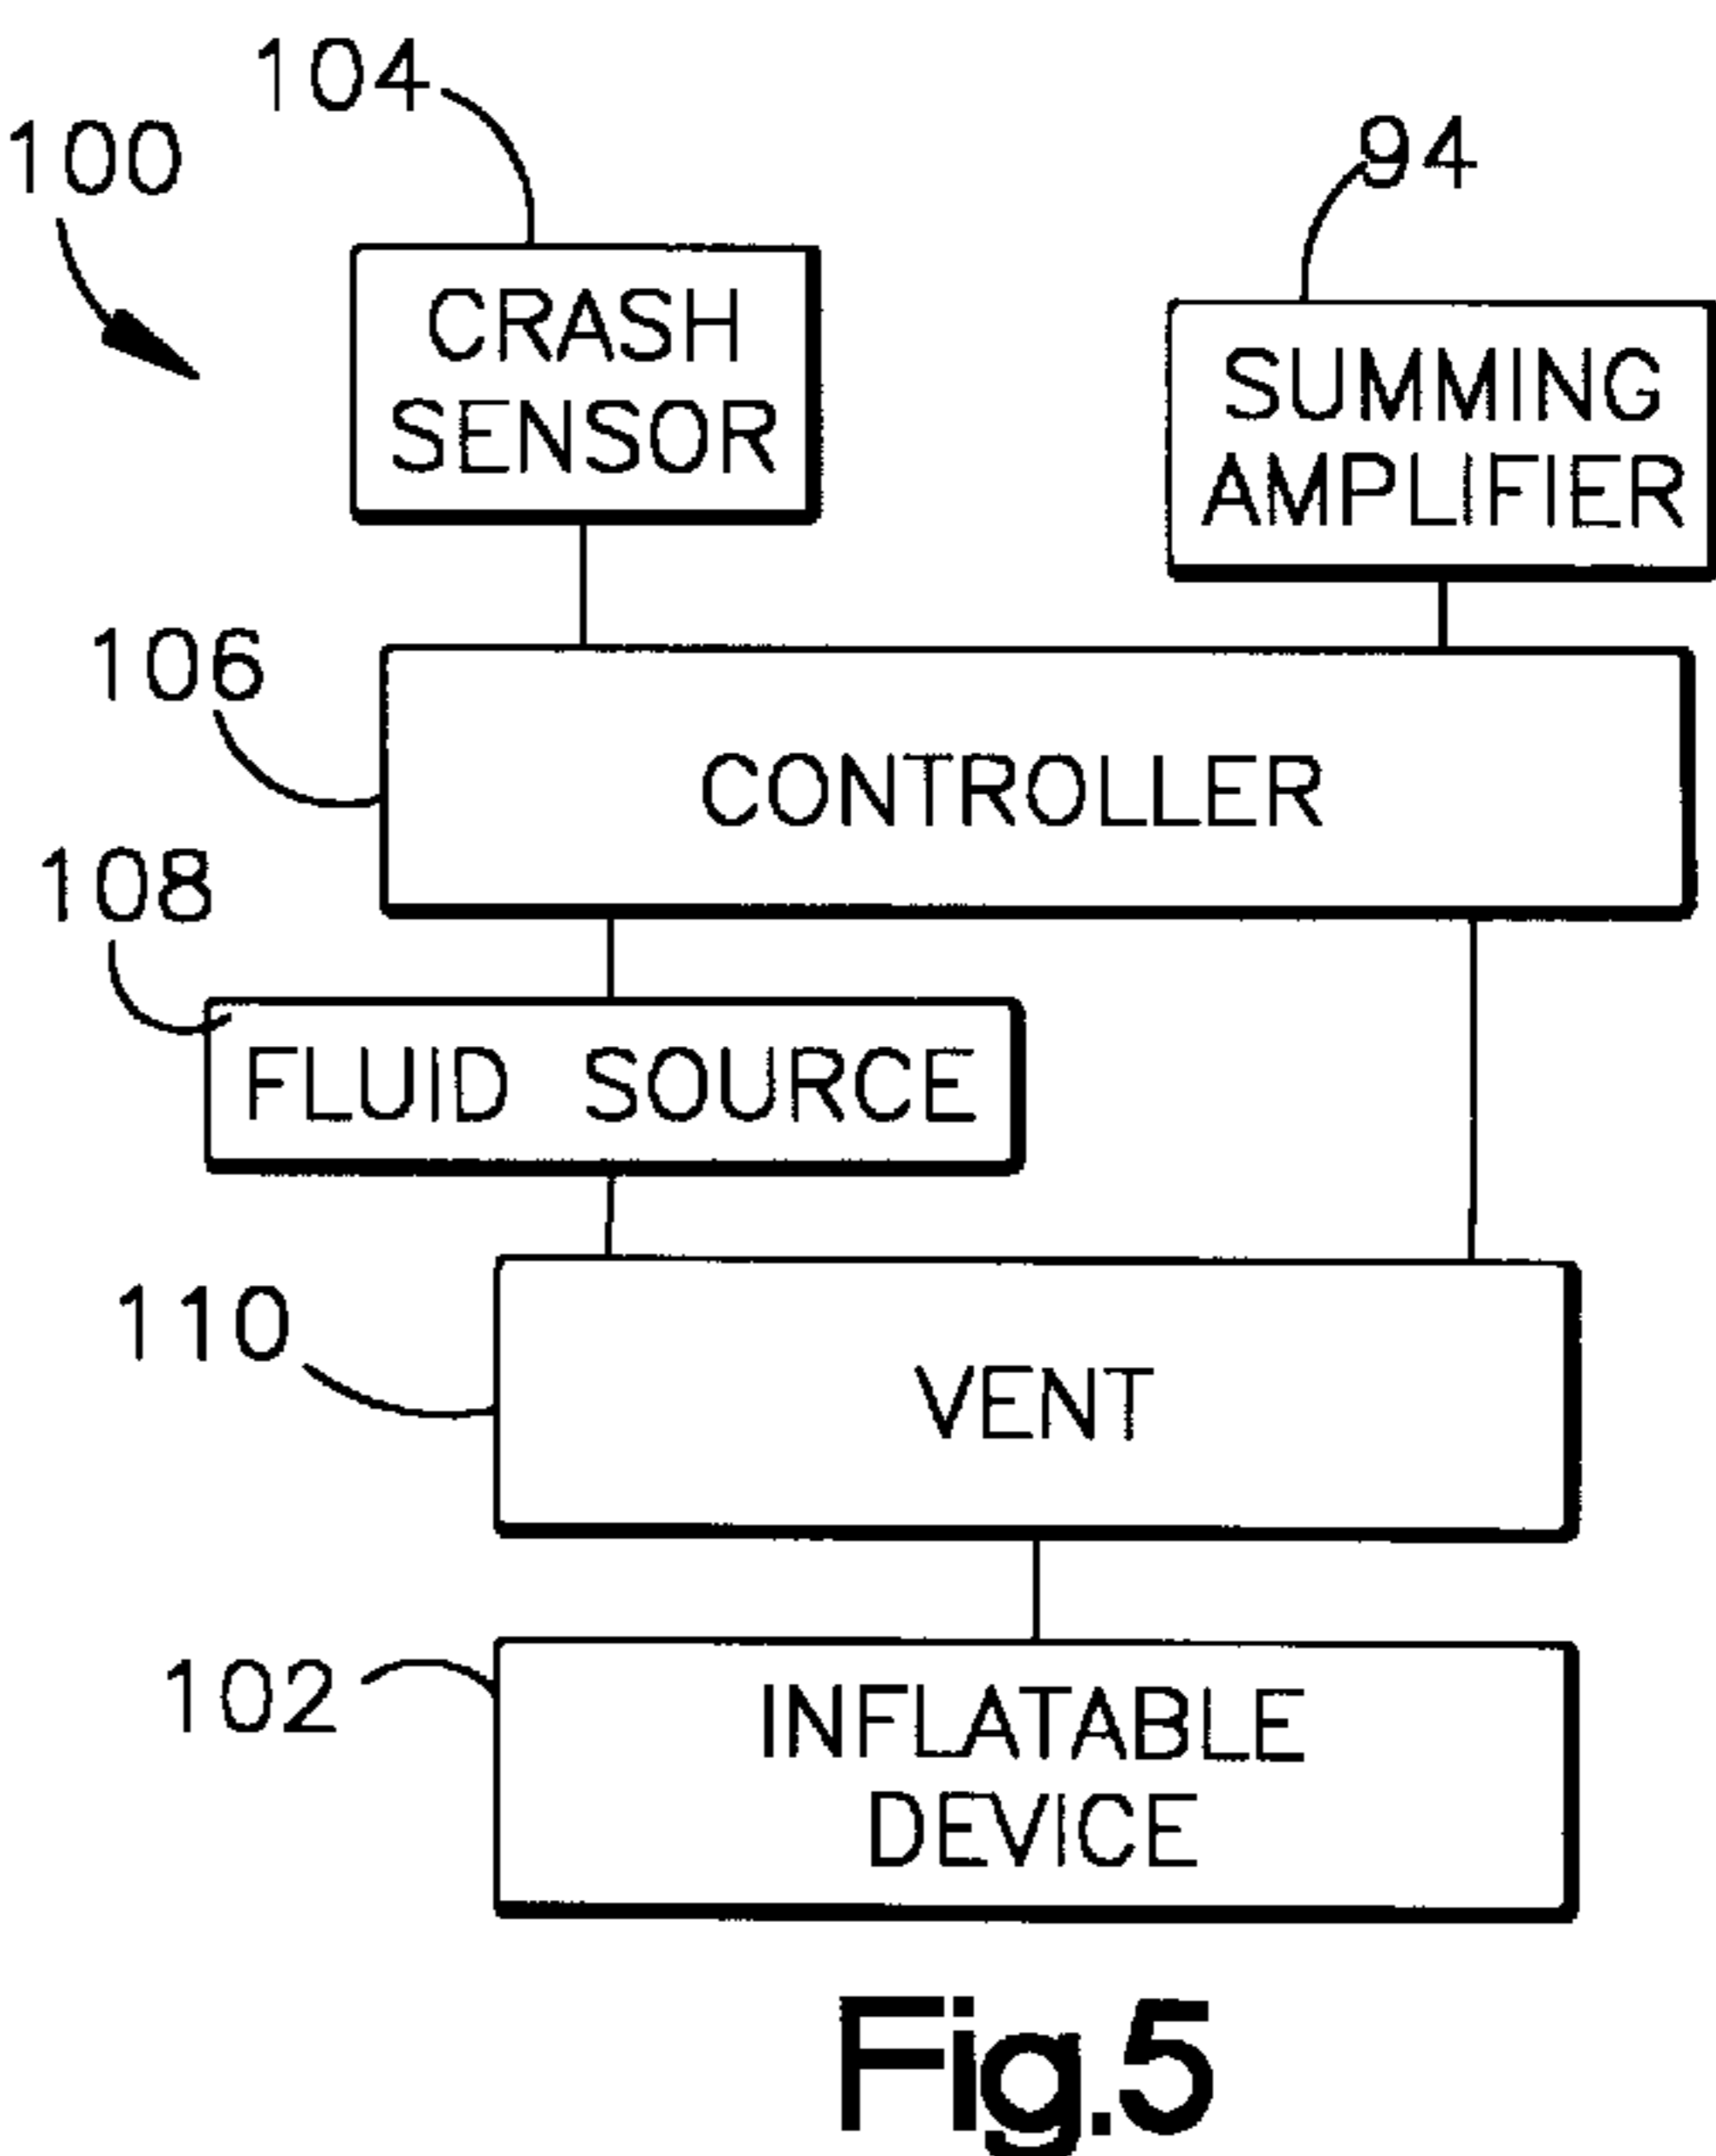 104
100
94
CRASH
SENSOR
SUMMING
AMPLIFIER
106
CONTROLLER
108
FLUID SOURCE
110
VENT
102
INFLATABLE
DEVICE
Fig.5